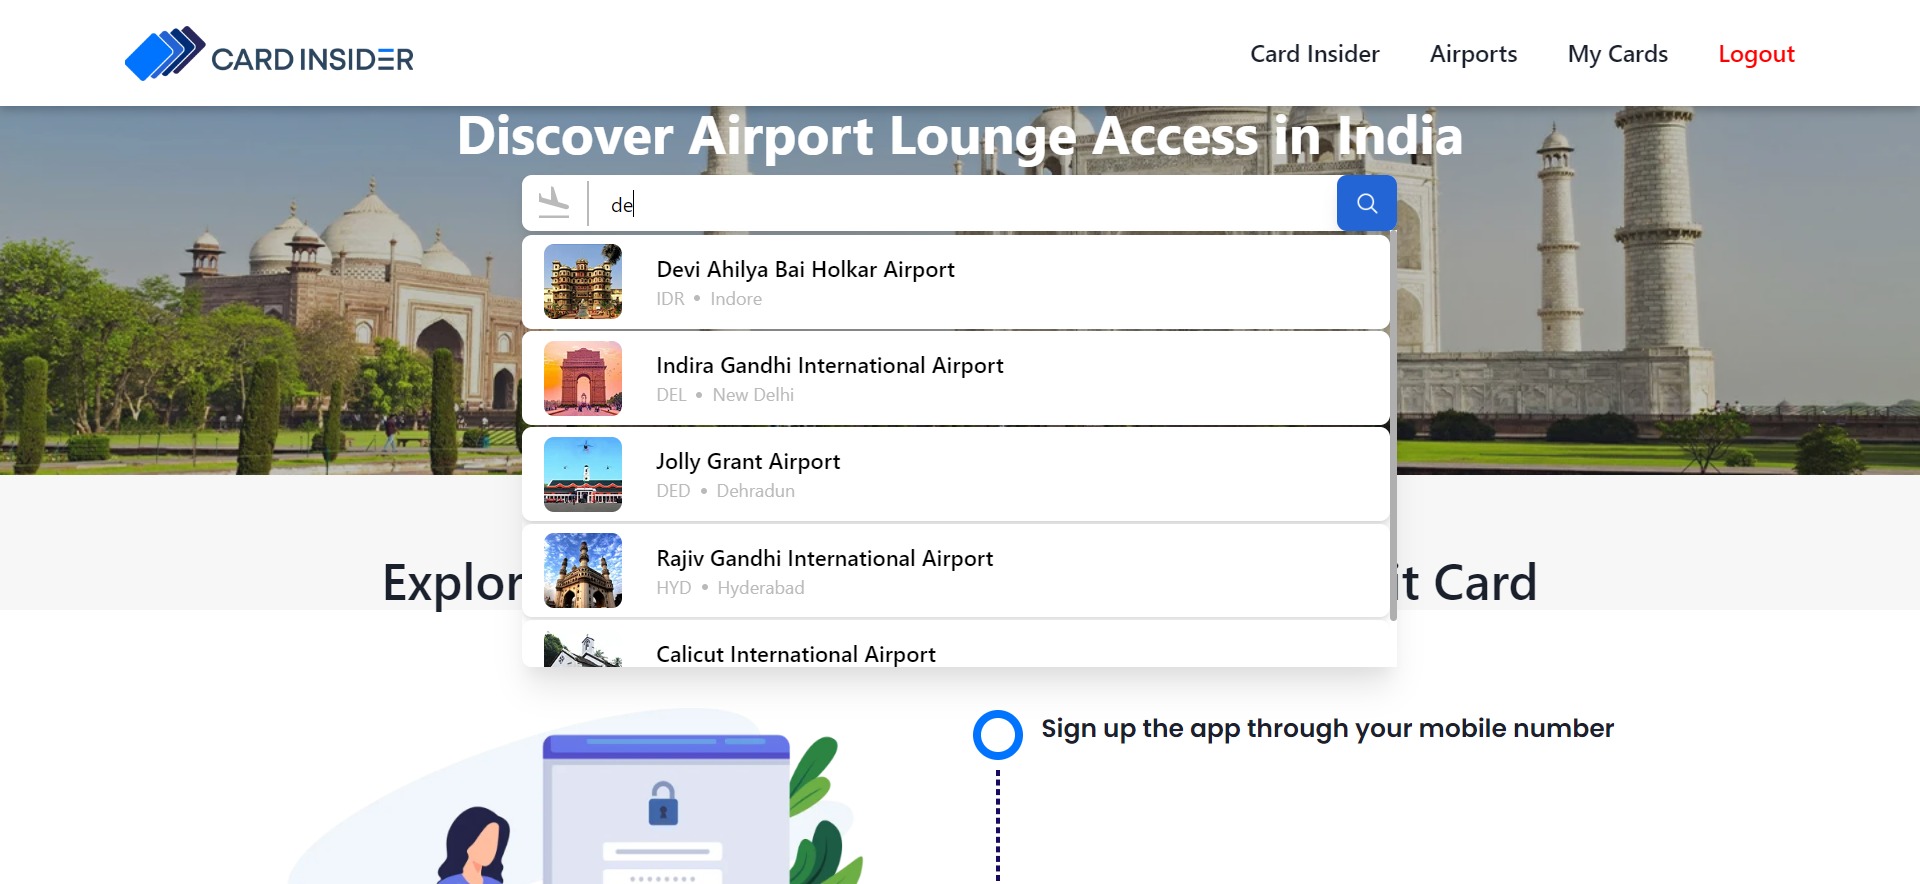 CARD INSIDER
Card Insider
Airports
My Cards
Logout
Discover Airport Lounge Access in India
de
Devi Ahilya Bai Holkar Airport
IDR • Indore
Indira Gandhi International Airport
DEL • New Delhi
Jolly Grant Airport
DED • Dehradun
Rajiv Gandhi International Airport
HYD • Hyderabad
Calicut International Airport
Explor
it Card
Sign up the app through your mobile number